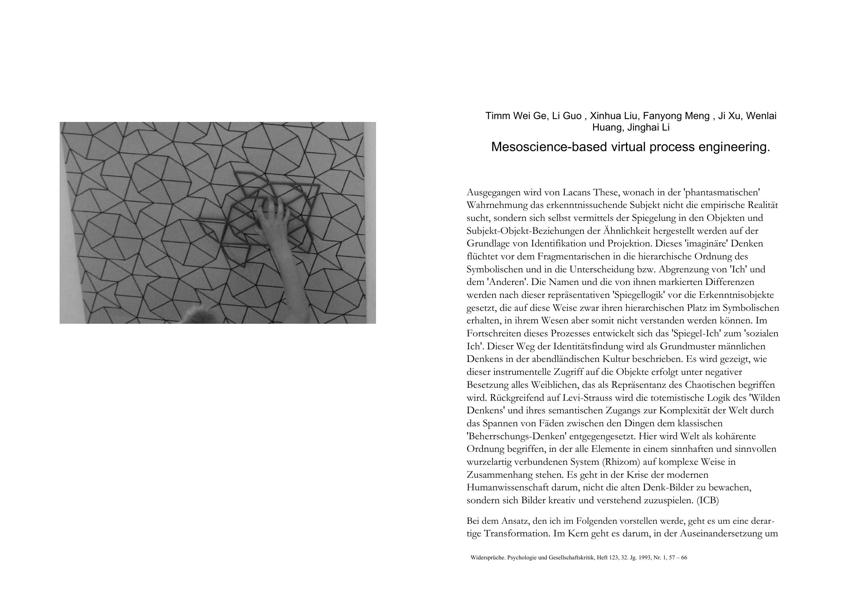 Timm Wei Ge, Li Guo , Xinhua Liu, Fanyong Meng , Ji Xu, Wenlai
Huang, Jinghai Li
Mesoscience-based virtual process engineering.
Ausgegangen wird von Lacans These, wonach in der 'phantasmatischen'
Wahrnehmung das erkenntnissuchende Subjekt nicht die empirische Realität
sucht, sondern sich selbst vermittels der Spiegelung in den Objekten und
Subjekt-Objekt-Beziehungen der Ähnlichkeit hergestellt werden auf der
Grundlage von Identifikation und Projektion. Dieses 'imaginäre' Denken
flüchtet vor dem Fragmentarischen in die hierarchische Ordnung des
Symbolischen und in die Unterscheidung bzw. Abgrenzung von 'Ich' und
dem 'Anderen'. Die Namen und die von ihnen markierten Differenzen
werden nach dieser repräsentativen 'Spiegellogik' vor die Erkenntnisobjekte
gesetzt, die auf diese Weise zwar ihren hierarchischen Platz im Symbolischen
erhalten, in ihrem Wesen aber somit nicht verstanden werden können. Im
Fortschreiten dieses Prozesses entwickelt sich das 'Spiegel-Ich' zum 'sozialen
Ich'. Dieser Weg der Identitätsfindung wird als Grundmuster männlichen
Denkens in der abendländischen Kultur beschrieben. Es wird gezeigt, wie
dieser instrumentelle Zugriff auf die Objekte erfolgt unter negativer
Besetzung alles Weiblichen, das als Repräsentanz des Chaotischen begriffen
wird. Rückgreifend auf Levi-Strauss wird die totemistische Logik des 'Wilden
Denkens' und ihres semantischen Zugangs zur Komplexität der Welt durch
das Spannen von Fäden zwischen den Dingen dem klassischen
'Beherrschungs-Denken' entgegengesetzt. Hier wird Welt als kohärente
Ordnung begriffen, in der alle Elemente in einem sinnhaften und sinnvollen
wurzelartig verbundenen System (Rhizom) auf komplexe Weise in
Zusammenhang stehen. Es geht in der Krise der modernen
Humanwissenschaft darum, nicht die alten Denk-Bilder zu bewachen,
sondern sich Bilder kreativ und verstehend zuzuspielen. (ICB)
Bei dem Ansatz, den ich im Folgenden vorstellen werde, geht es um eine derar-
tige Transformation. Im Kern geht es darum, in der Auseinandersetzung um
Widersprüche. Psychologie und Gesellschaftskritik, Heft 123, 32. Jg. 1993, Nr. 1, 57 – 66